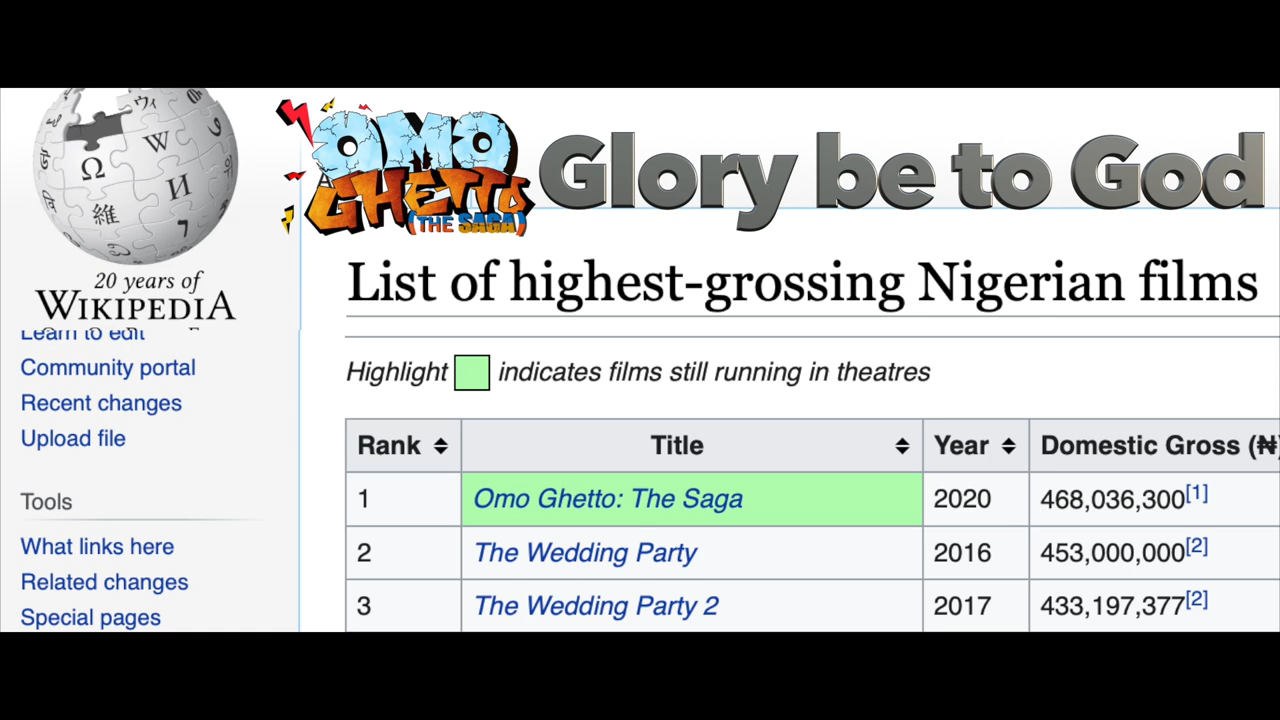 OMO
GHETTO
(THE SAGA)
Glory be to God
20 years of
WIKIPEDIA
Learn to edit
Community portal
Recent changes
Upload file
Tools
What links here
Related changes
Special pages
List of highest-grossing Nigerian films
Highlight indicates films still running in theatres
Rank Title Year Domestic Gross (₦)
1 Omo Ghetto: The Saga 2020 468,036,300[1]
2 The Wedding Party 2016 453,000,000[2]
3 The Wedding Party 2 2017 433,197,377[2]